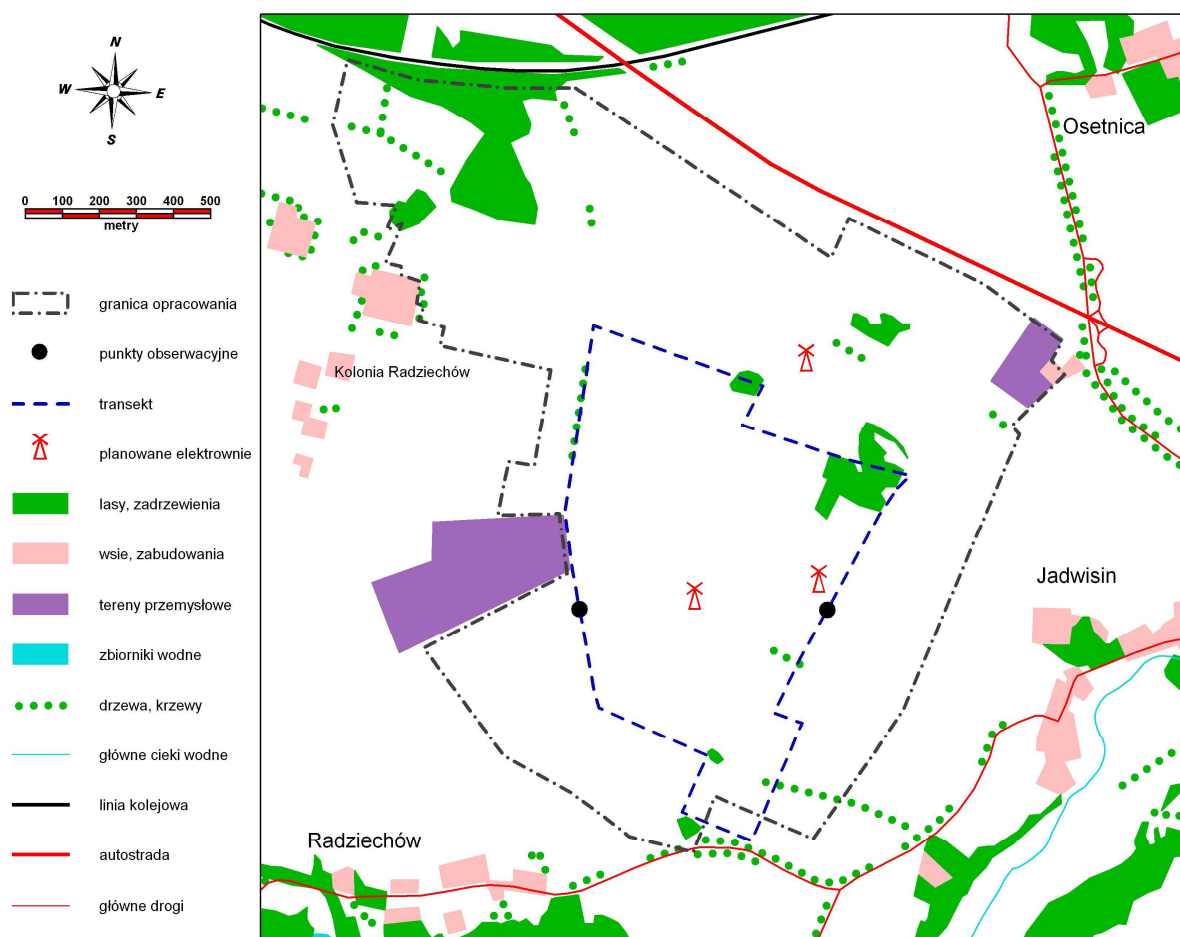 N
W E
S
0 100 200 300 400 500
metry
granica opracowania
punkty obserwacyjne
transekt
planowane elektrownie
lasy, zadrzewienia
wsie, zabudowania
tereny przemysłowe
zbiorniki wodne
drzewa, krzewy
główne cieki wodne
linia kolejowa
autostrada
główne drogi
Osetnica
Kolonia Radziechów
Jadwisin
Radziechów